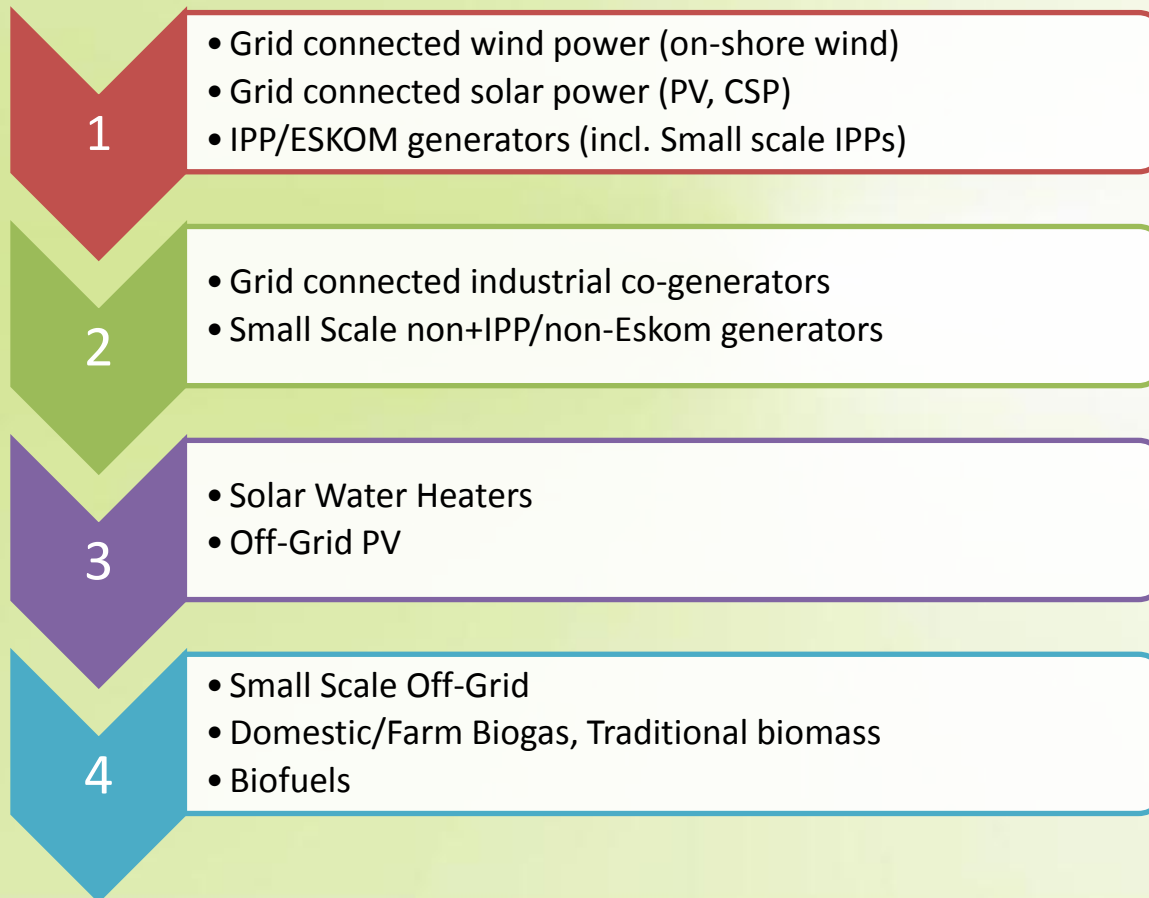 1
• Grid connected wind power (on-shore wind)
• Grid connected solar power (PV, CSP)
• IPP/ESKOM generators (incl. Small scale IPPs)
2
• Grid connected industrial co-generators
• Small Scale non+IPP/non-Eskom generators
3
• Solar Water Heaters
• Off-Grid PV
4
• Small Scale Off-Grid
• Domestic/Farm Biogas, Traditional biomass
• Biofuels